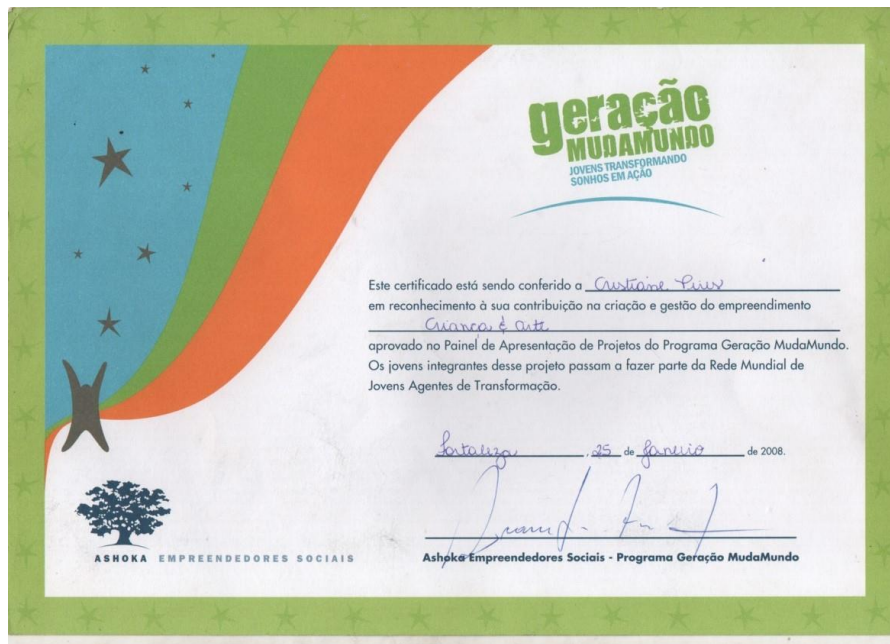 geração
MUDAMUNDO
JOVENS TRANSFORMANDO
SONHOS EM AÇÃO
Este certificado está sendo conferido a Cristiane Pires
em reconhecimento à sua contribuição na criação e gestão do empreendimento
Criança é arte
aprovado no Painel de Apresentação de Projetos do Programa Geração MudaMundo.
Os jovens integrantes desse projeto passam a fazer parte da Rede Mundial de
Jovens Agentes de Transformação.
Fortaleza, 25 de Janeiro de 2008.
Ashoka Empreendedores Sociais - Programa Geração MudaMundo
ASHOKA EMPREENDEDORES SOCIAIS